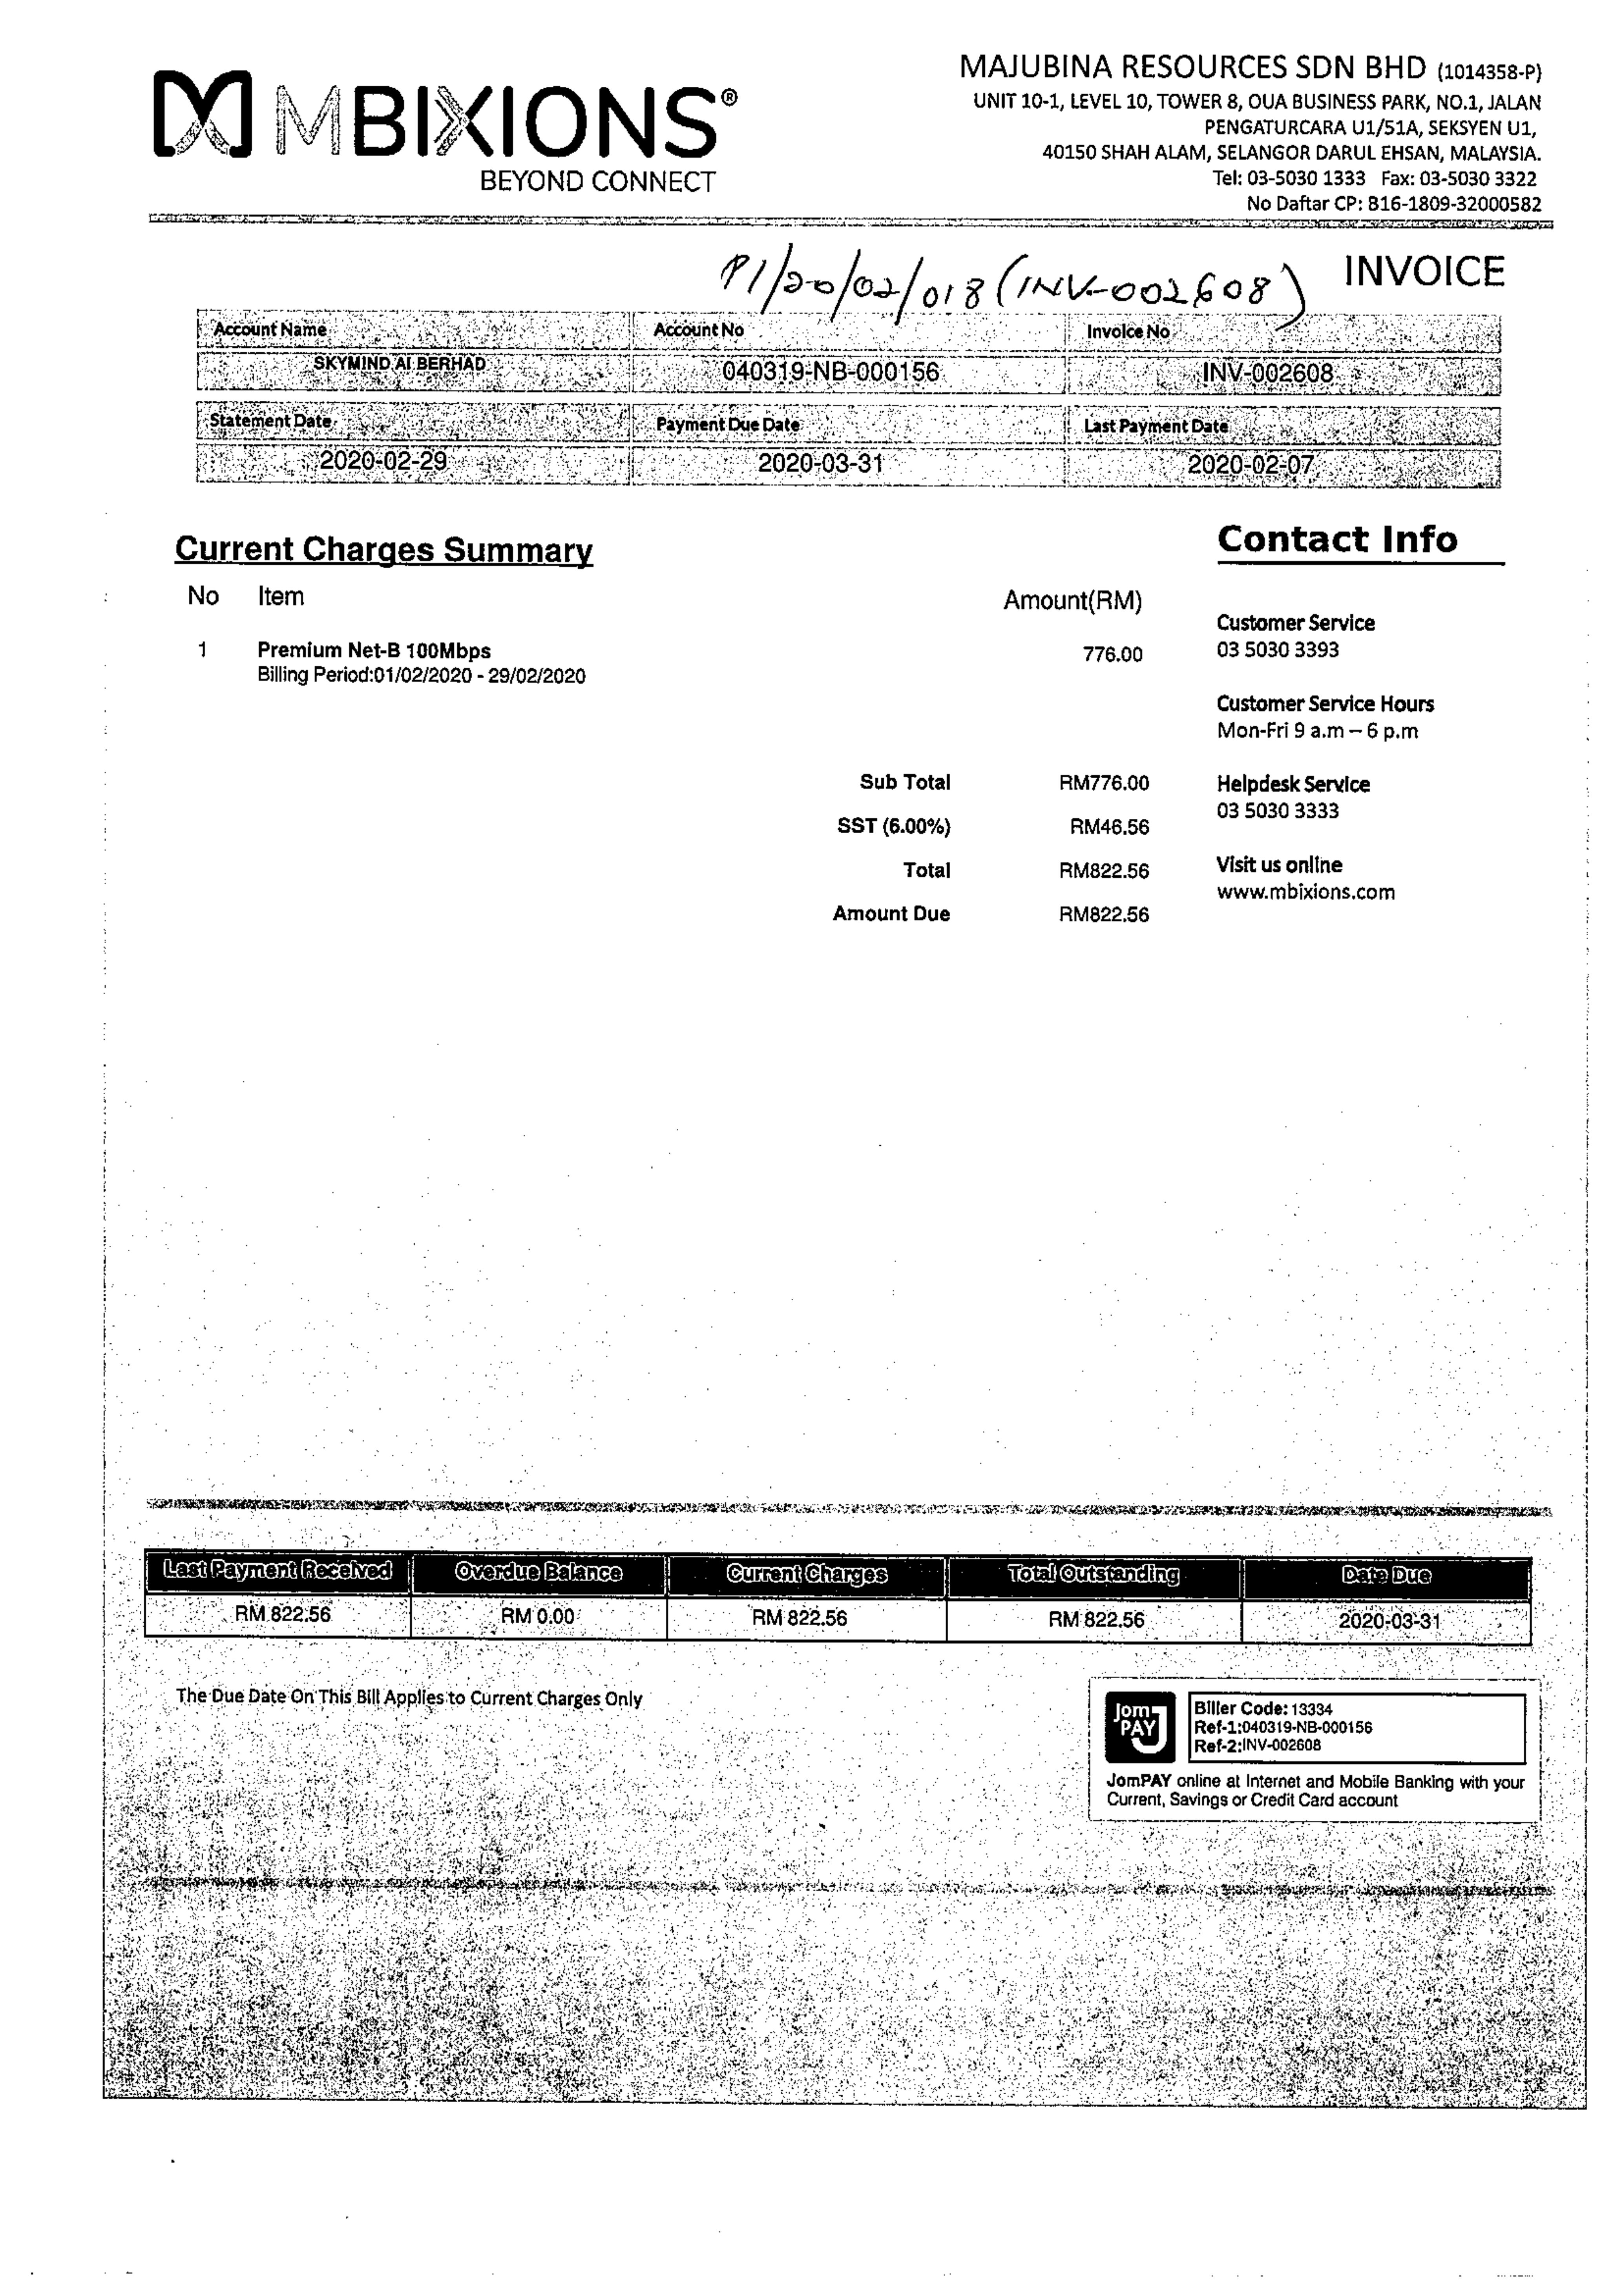 MBIXIONS®
BEYOND CONNECT
MAJUBINA RESOURCES SDN BHD (1014358-P)
UNIT 10-1, LEVEL 10, TOWER 8, OUA BUSINESS PARK, NO.1, JALAN
PENGATURCARA U1/51A, SEKSYEN U1,
40150 SHAH ALAM, SELANGOR DARUL EHSAN, MALAYSIA.
Tel: 03-5030 1333 Fax: 03-5030 3322
No Daftar CP: B16-1809-32000582
PI/20/02/018 (INV-002608)
INVOICE
Account Name Account No Invoice No
SKYMIND AI BERHAD 040319-NB-000156 INV-002608
Statement Date Payment Due Date Last Payment Date
2020-02-29 2020-03-31 2020-02-07
Current Charges Summary
No Item Amount(RM)
1 Premium Net-B 100Mbps 776.00
Billing Period:01/02/2020 - 29/02/2020
Sub Total RM776.00
SST (6.00%) RM46.56
Total RM822.56
Amount Due RM822.56
Contact Info
Customer Service
03 5030 3393
Customer Service Hours
Mon-Fri 9 a.m – 6 p.m
Helpdesk Service
03 5030 3333
Visit us online
www.mbixions.com
Last Payment Received Overdue Balance Current Charges Total Outstanding Date Due
RM 822.56 RM 0.00 RM 822.56 RM 822.56 2020-03-31
The Due Date On This Bill Applies to Current Charges Only
Jom
PAY
Biller Code: 13334
Ref-1:040319-NB-000156
Ref-2:INV-002608
JomPAY online at Internet and Mobile Banking with your
Current, Savings or Credit Card account